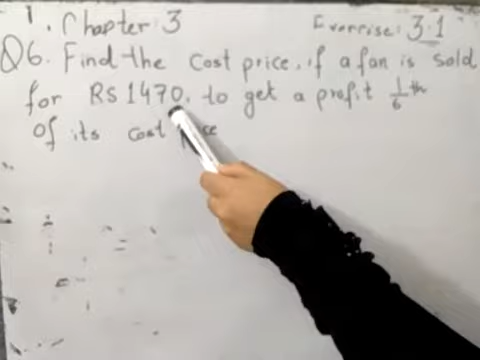 1. Chapter: 3
Exercise: 3.1
Q6. Find the cost price, if a fan is sold
for RS 1470, to get a profit 1/6 th
of its cost